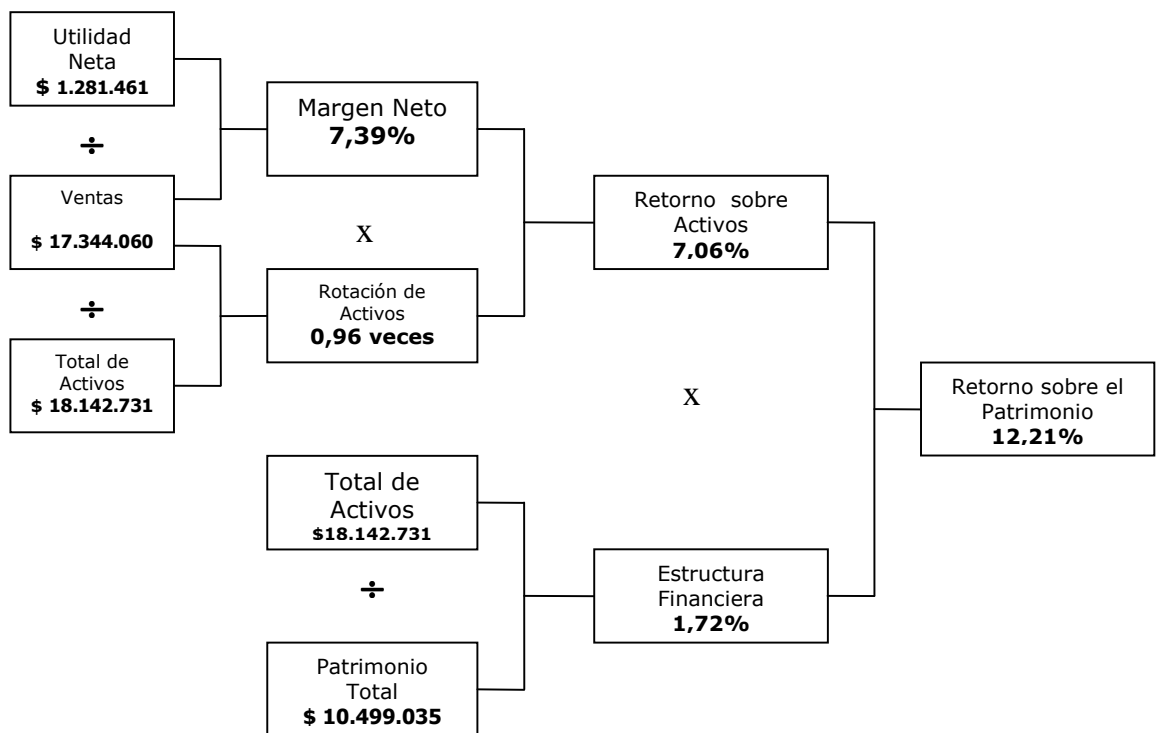 Utilidad
Neta
$ 1.281.461
÷
Ventas
$ 17.344.060
÷
Total de
Activos
$ 18.142.731
Margen Neto
7,39%
x
Rotación de
Activos
0,96 veces
Total de
Activos
$18.142.731
÷
Patrimonio
Total
$ 10.499.035
Retorno sobre
Activos
7,06%
x
Estructura
Financiera
1,72%
Retorno sobre el
Patrimonio
12,21%